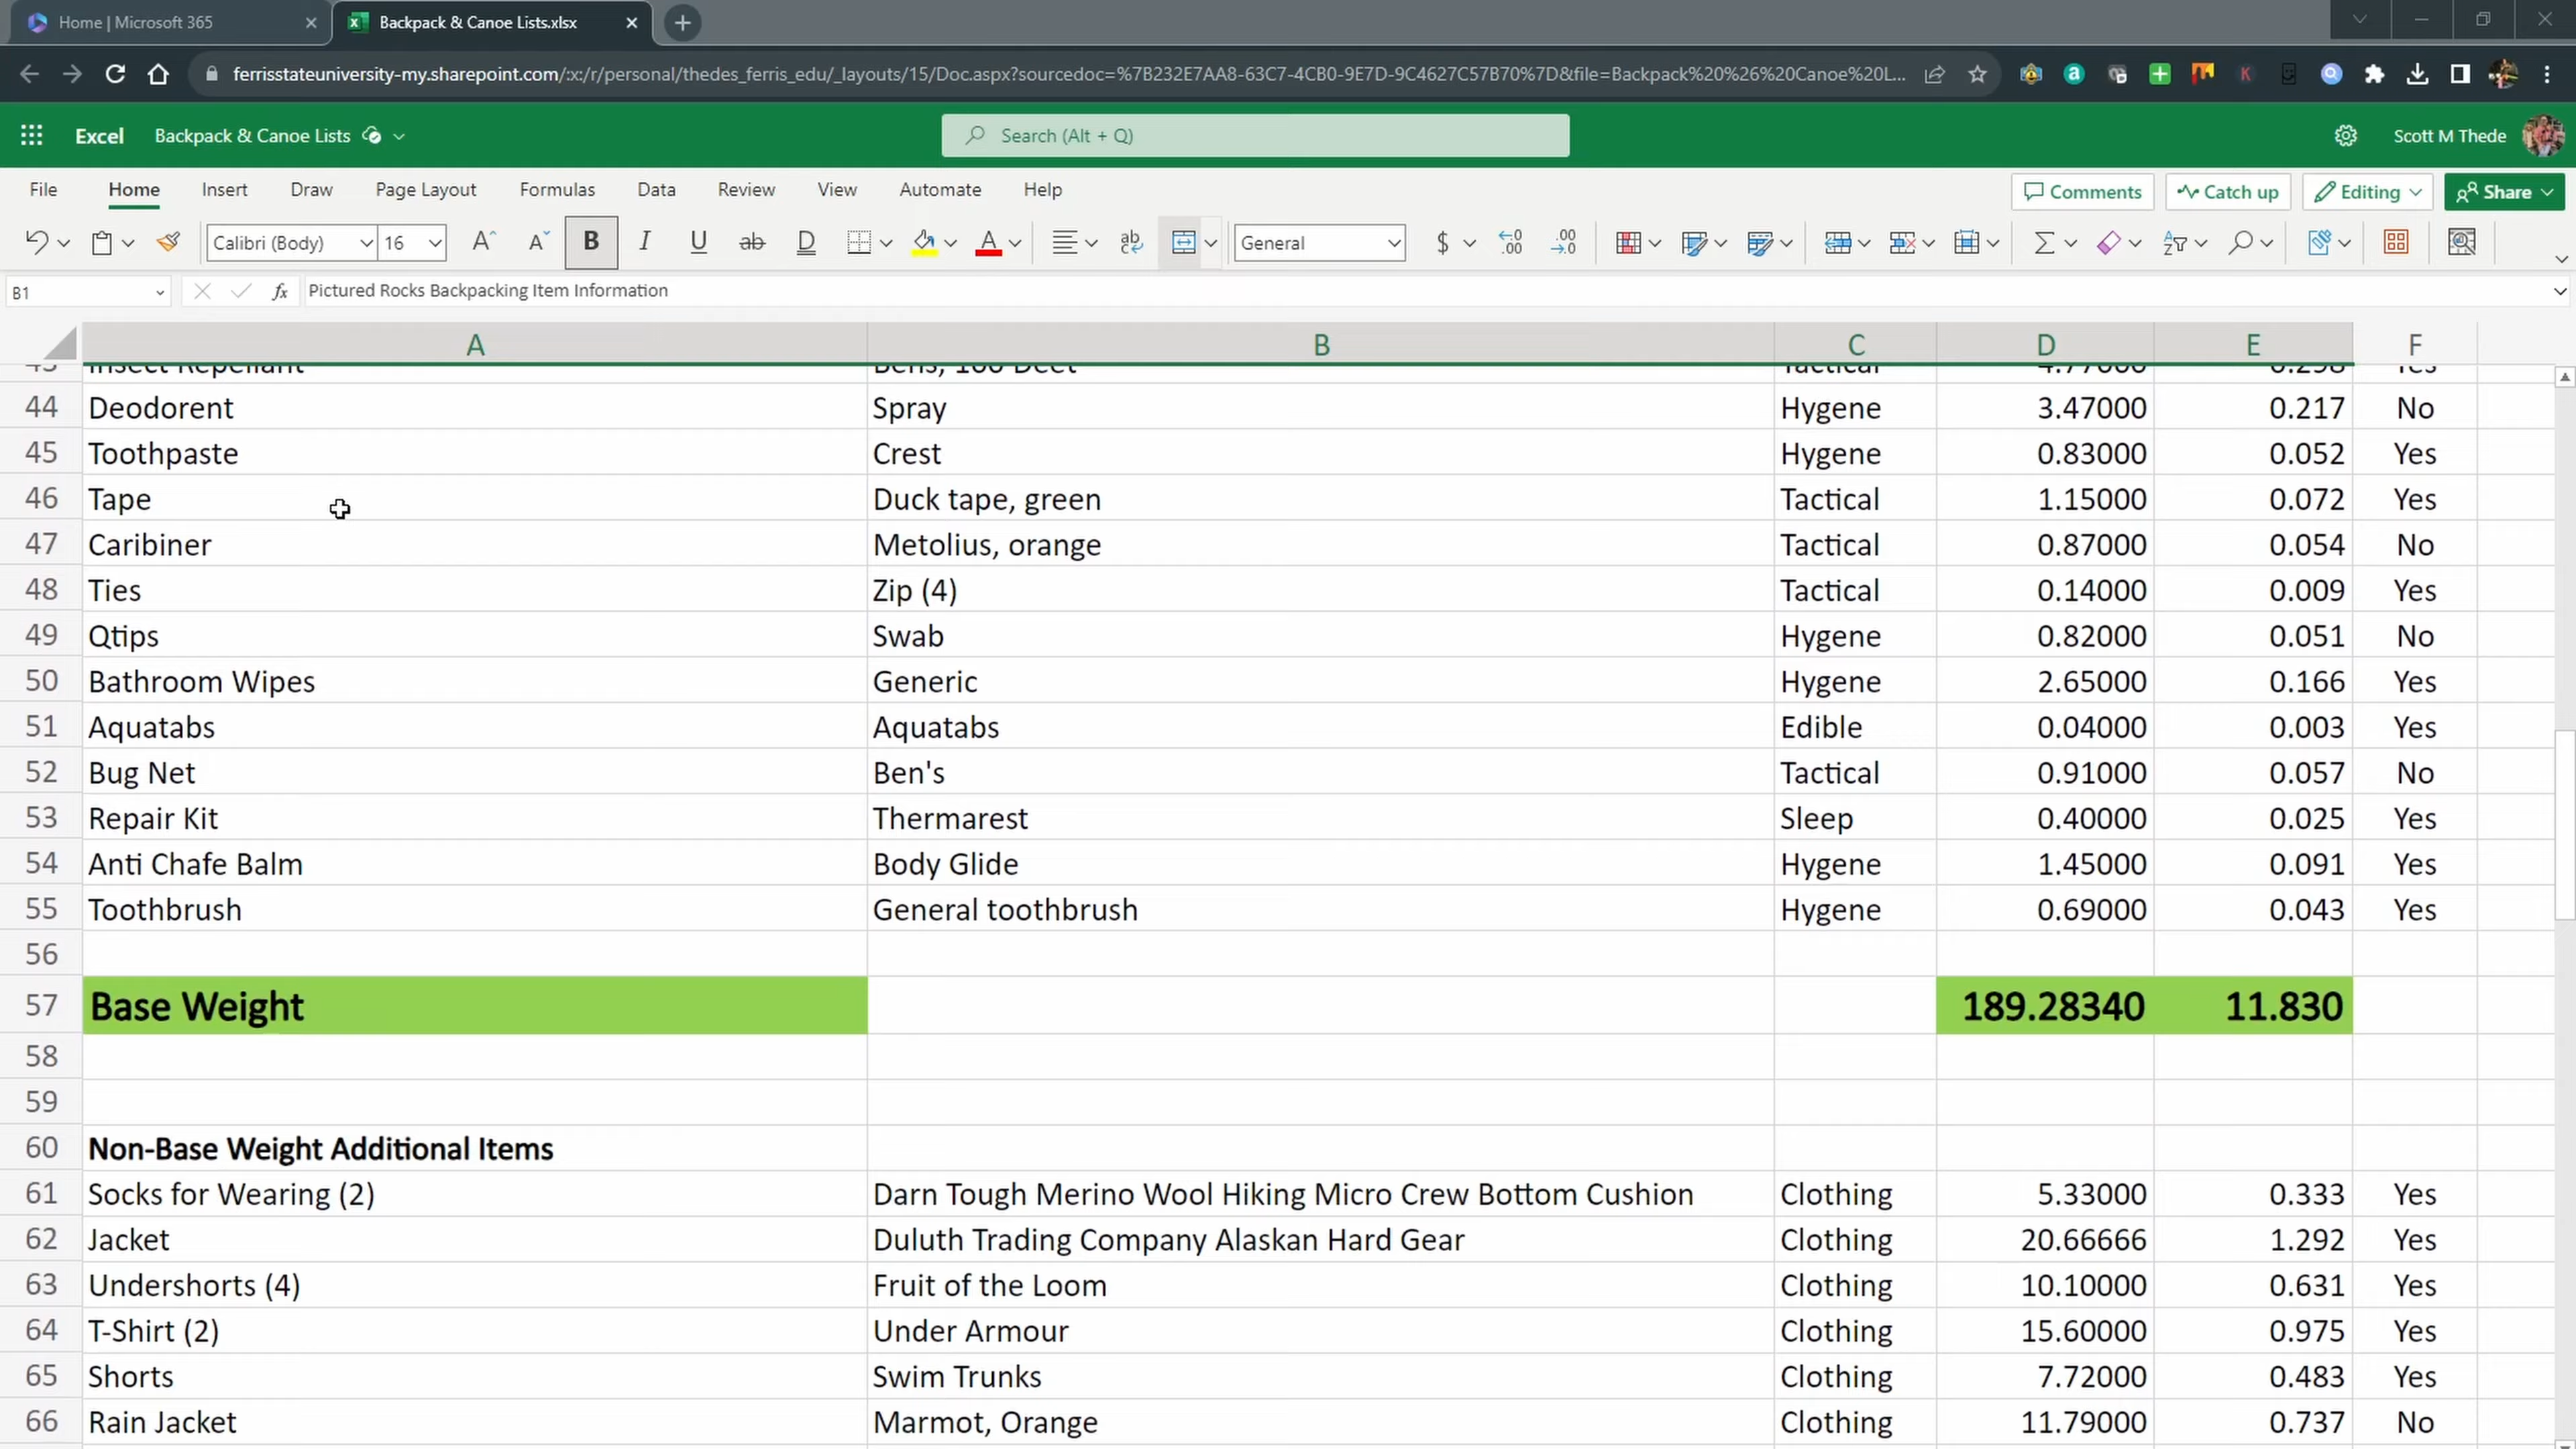 Home | Microsoft 365
Backpack & Canoe Lists.xlsx
ferrisstateuniversity-my.sharepoint.com/:x:/r/personal/thedes_ferris_edu/_layouts/15/Doc.aspx?sourcedoc=%7B232E7AA8-63C7-4CB0-9E7D-9C4627C57B70%7D&file=Backpack%20%26%20Canoe%20L...
Excel Backpack & Canoe Lists Search (Alt + Q) Scott M Thede
File Home Insert Draw Page Layout Formulas Data Review View Automate Help Comments Catch up Editing Share
Calibri (Body) 16 A A B I U ab D A ab General $ .00 .00
B1 fx Pictured Rocks Backpacking Item Information
A B C D E F
43 Insect Repellant Bens, 100 Deet Tactical 4.77000 0.298 Yes
44 Deodorent Spray Hygene 3.47000 0.217 No
45 Toothpaste Crest Hygene 0.83000 0.052 Yes
46 Tape Duck tape, green Tactical 1.15000 0.072 Yes
47 Caribiner Metolius, orange Tactical 0.87000 0.054 No
48 Ties Zip (4) Tactical 0.14000 0.009 Yes
49 Qtips Swab Hygene 0.82000 0.051 No
50 Bathroom Wipes Generic Hygene 2.65000 0.166 Yes
51 Aquatabs Aquatabs Edible 0.04000 0.003 Yes
52 Bug Net Ben's Tactical 0.91000 0.057 No
53 Repair Kit Thermarest Sleep 0.40000 0.025 Yes
54 Anti Chafe Balm Body Glide Hygene 1.45000 0.091 Yes
55 Toothbrush General toothbrush Hygene 0.69000 0.043 Yes
56
57 Base Weight 189.28340 11.830
58
59
60 Non-Base Weight Additional Items
61 Socks for Wearing (2) Darn Tough Merino Wool Hiking Micro Crew Bottom Cushion Clothing 5.33000 0.333 Yes
62 Jacket Duluth Trading Company Alaskan Hard Gear Clothing 20.66666 1.292 Yes
63 Undershorts (4) Fruit of the Loom Clothing 10.10000 0.631 Yes
64 T-Shirt (2) Under Armour Clothing 15.60000 0.975 Yes
65 Shorts Swim Trunks Clothing 7.72000 0.483 Yes
66 Rain Jacket Marmot, Orange Clothing 11.79000 0.737 No